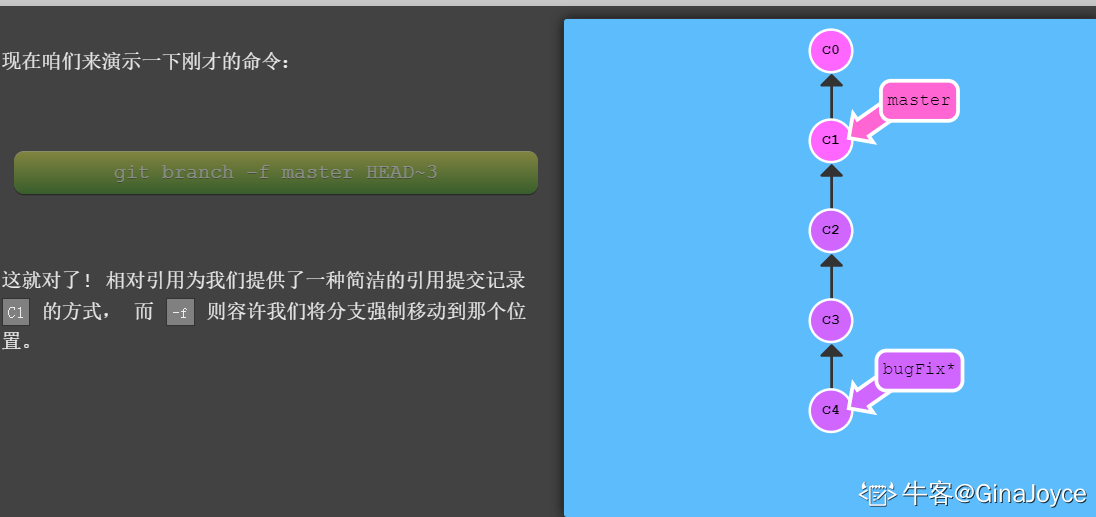 现在咱们来演示一下刚才的命令：
git branch -f master HEAD~3
这就对了! 相对引用为我们提供了一种简洁的引用提交记录
C1 的方式， 而 -f 则容许我们将分支强制移动到那个位
置。
C0
master
C1
C2
C3
bugFix*
C4
牛客@GinaJoyce